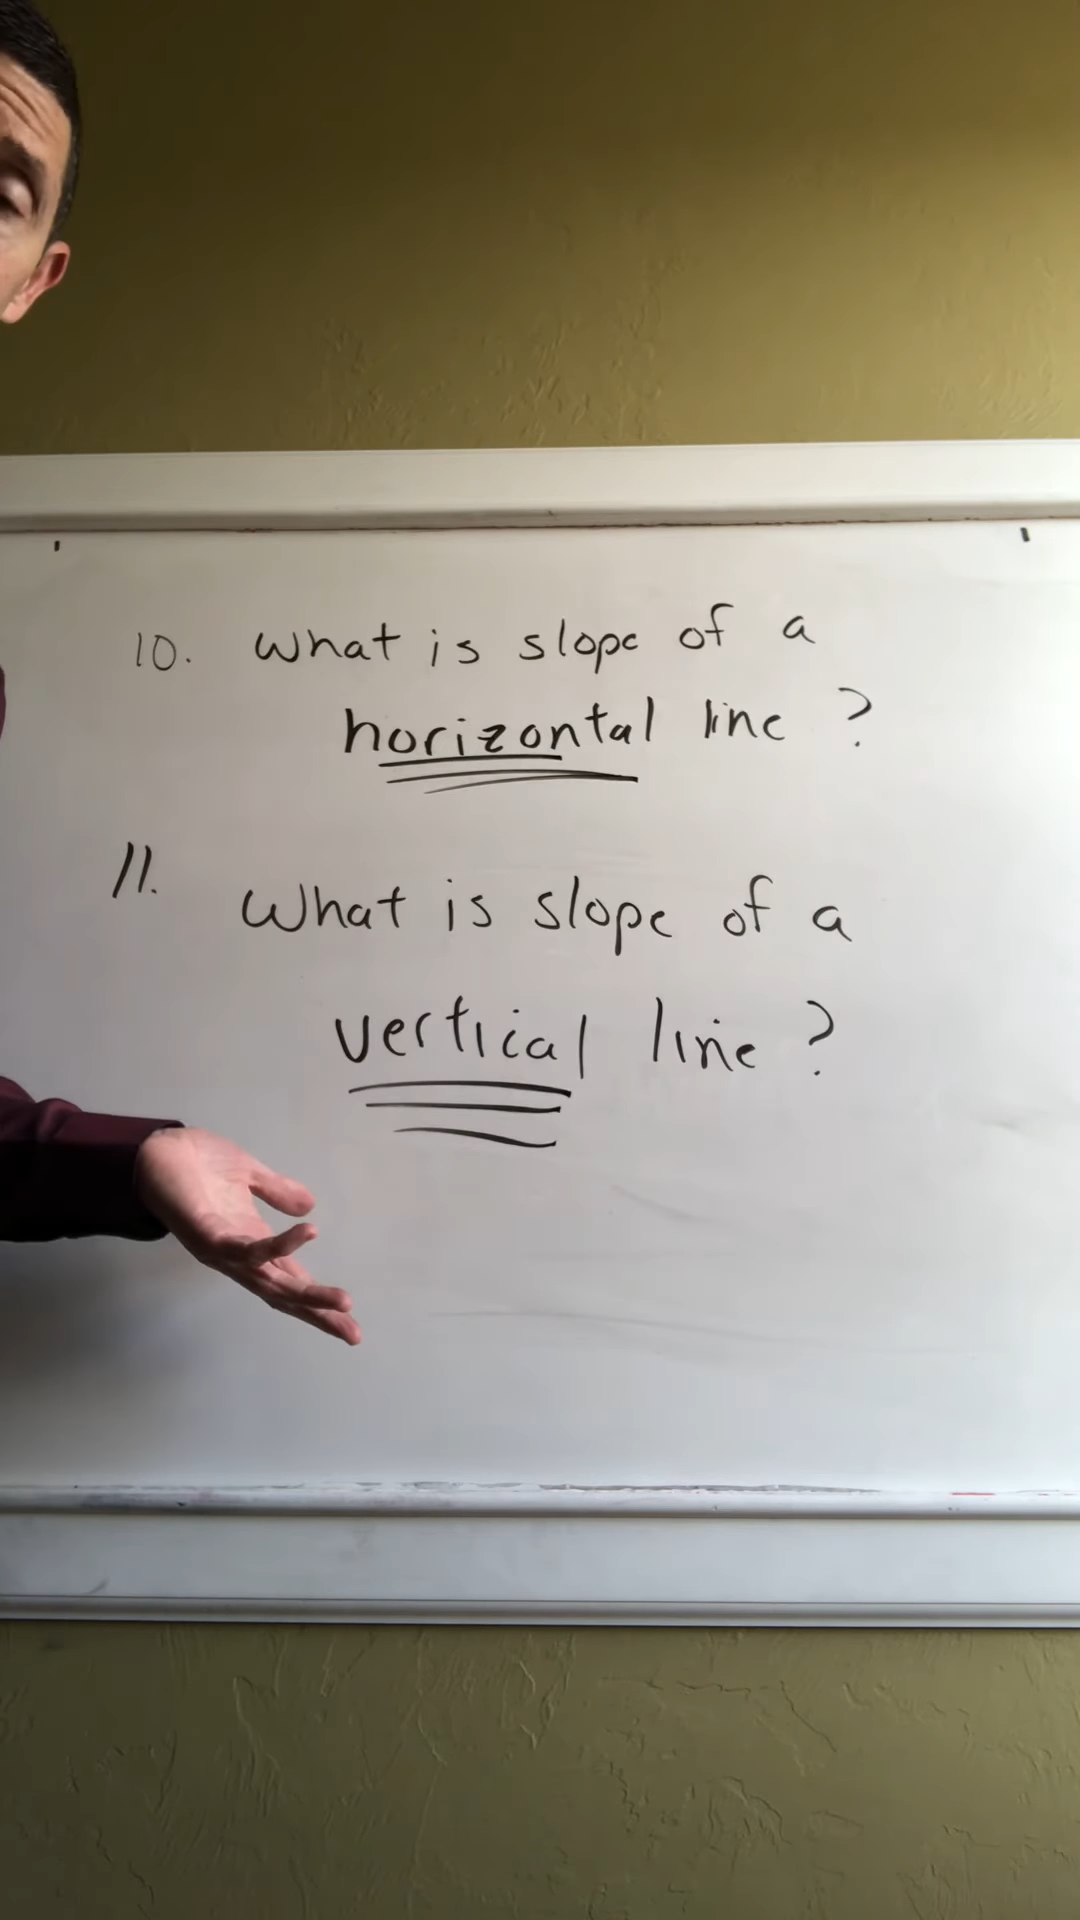 10. What is slope of a
horizontal line ?
11. What is slope of a
vertical line ?